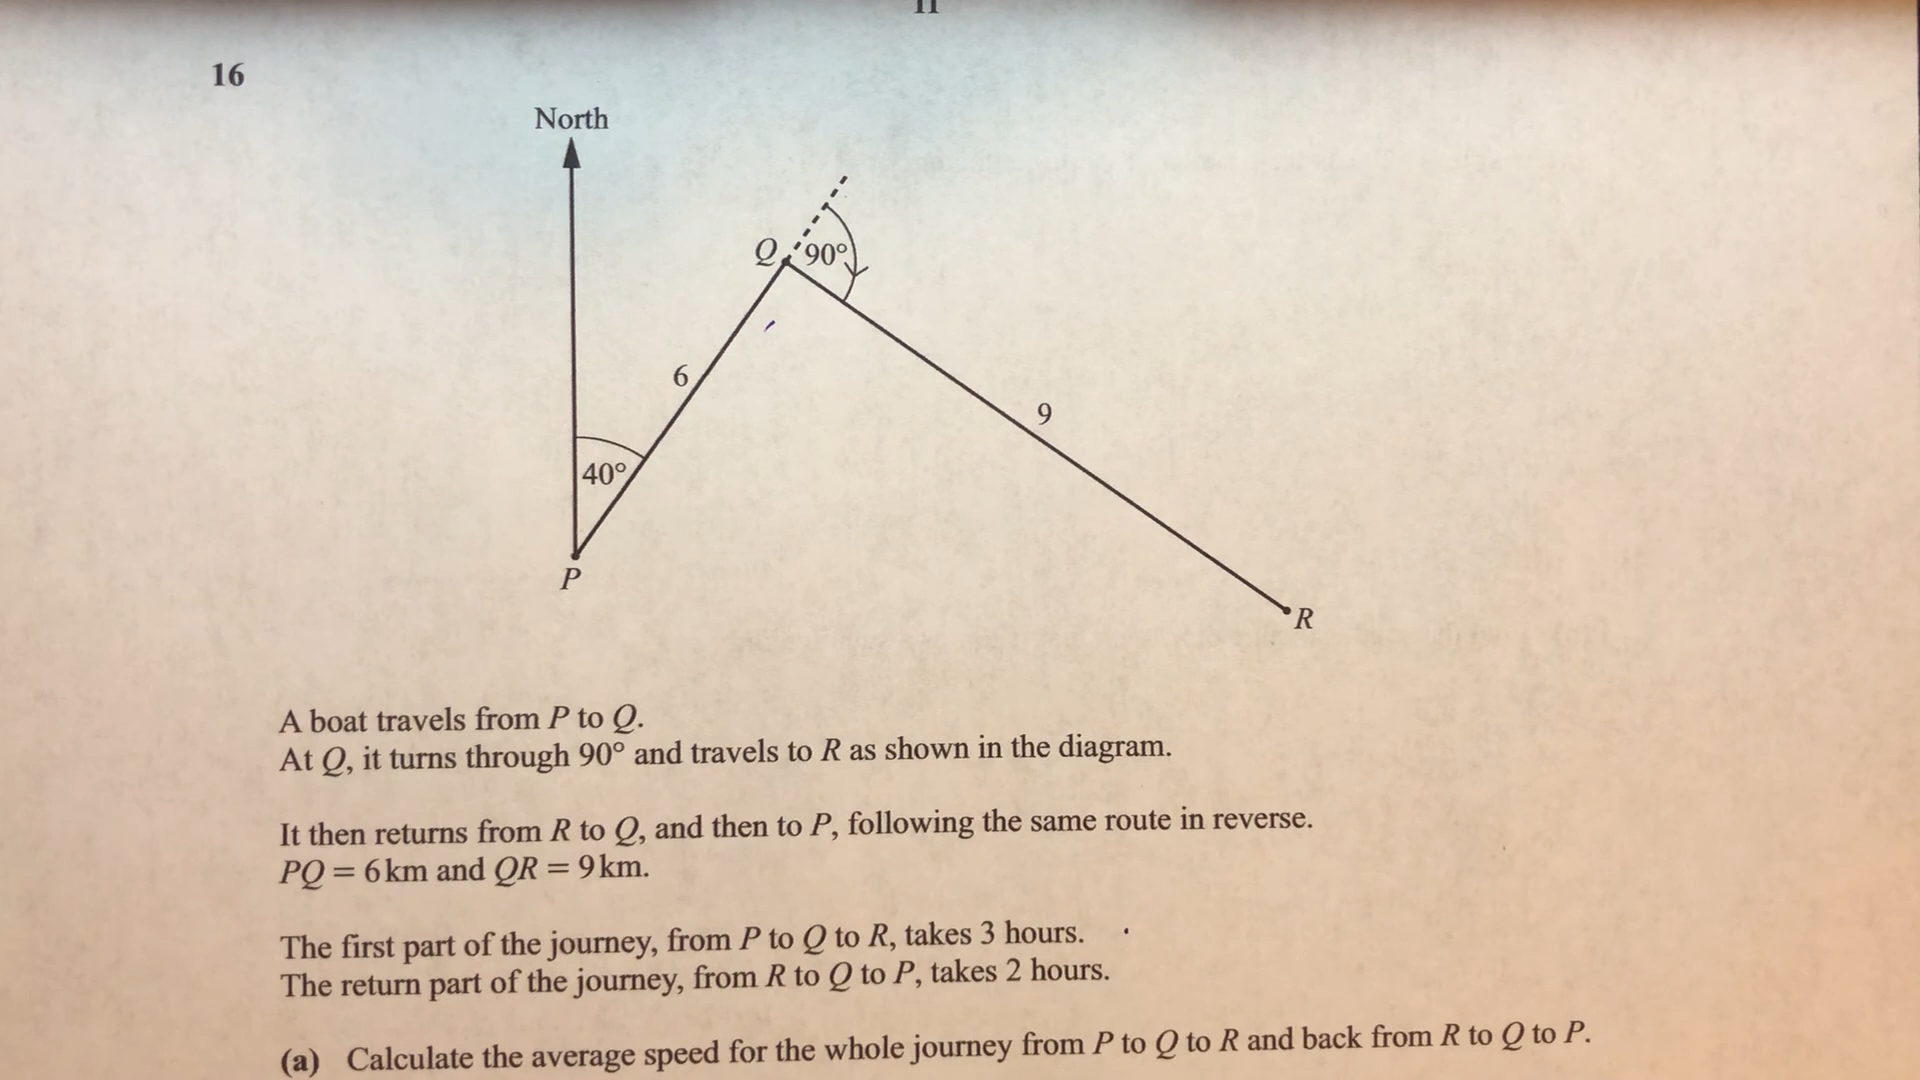 11
16
North
Q
90°
6
9
40°
P
R
A boat travels from P to Q.
At Q, it turns through 90° and travels to R as shown in the diagram.
It then returns from R to Q, and then to P, following the same route in reverse.
PQ = 6 km and QR = 9 km.
The first part of the journey, from P to Q to R, takes 3 hours.
The return part of the journey, from R to Q to P, takes 2 hours.
(a) Calculate the average speed for the whole journey from P to Q to R and back from R to Q to P.